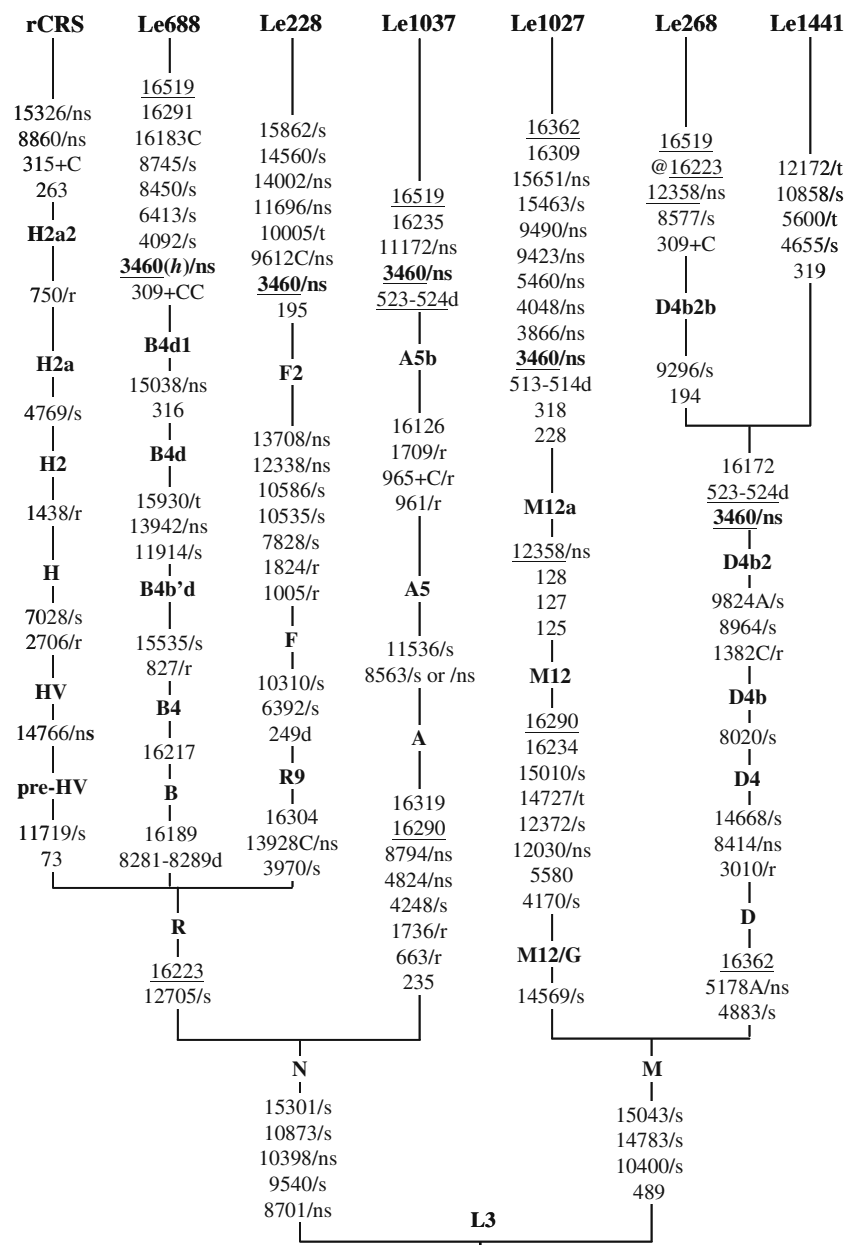 rCRS
Le688
Le228
Le1037
Le1027
Le268
Le1441
15326/ns
8860/ns
315+C
263
H2a2
750/r
H2a
4769/s
H2
1438/r
H
7028/s
2706/r
HV
14766/ns
pre-HV
11719/s
73
16519
16291
16183C
8745/s
8450/s
6413/s
4092/s
3460(h)/ns
309+CC
B4d1
15038/ns
316
B4d
15930/t
13942/ns
11914/s
B4b'd
15535/s
827/r
B4
16217
B
16189
8281-8289d
15862/s
14560/s
14002/ns
11696/ns
10005/t
9612C/ns
3460/ns
195
F2
13708/ns
12338/ns
10586/s
10535/s
7828/s
1824/r
1005/r
F
10310/s
6392/s
249d
R9
16304
13928C/ns
3970/s
R
16223
12705/s
16519
16235
11172/ns
3460/ns
523-524d
A5b
16126
1709/r
965+C/r
961/r
A5
11536/s
8563/s or /ns
A
16319
16290
8794/ns
4824/ns
4248/s
1736/r
663/r
235
16362
16309
15651/ns
15463/s
9490/ns
9423/ns
5460/ns
4048/ns
3866/ns
3460/ns
513-514d
318
228
M12a
12358/ns
128
127
125
M12
16290
16234
15010/s
14727/t
12372/s
12030/ns
5580
4170/s
M12/G
14569/s
16519
@16223
12358/ns
8577/s
309+C
D4b2b
9296/s
194
12172/t
10858/s
5600/t
4655/s
319
16172
523-524d
3460/ns
D4b2
9824A/s
8964/s
1382C/r
D4b
8020/s
D4
14668/s
8414/ns
3010/r
D
16362
5178A/ns
4883/s
N
15301/s
10873/s
10398/ns
9540/s
8701/ns
M
15043/s
14783/s
10400/s
489
L3